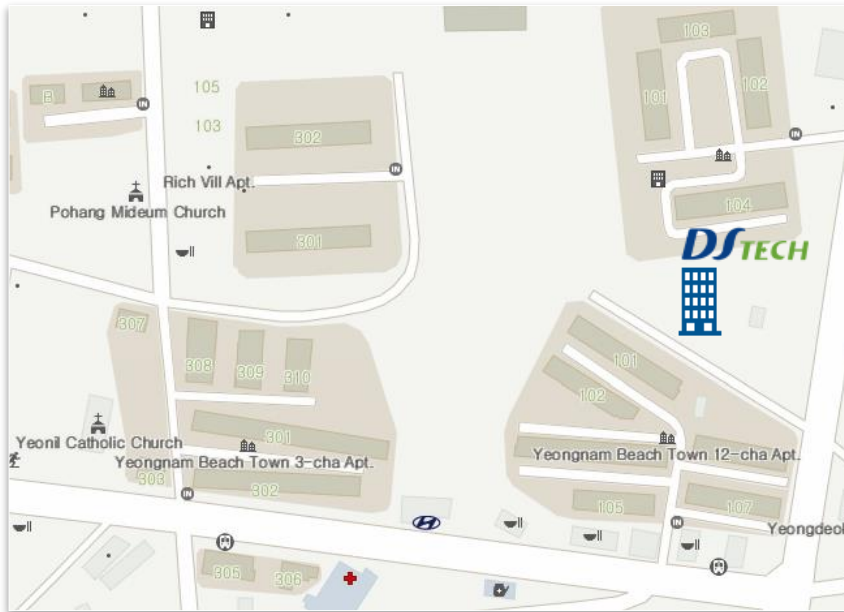 103
101
102
B
IN
105
103
302
IN
IN
Rich Vill Apt.
104
Pohang Mideum Church
301
DSTECH
307
308
309
310
101
102
301
Yeonil Catholic Church
Yeongnam Beach Town 3-cha Apt.
Yeongnam Beach Town 12-cha Apt.
303
302
IN
105
107
IN
Yeongdeok
305
306